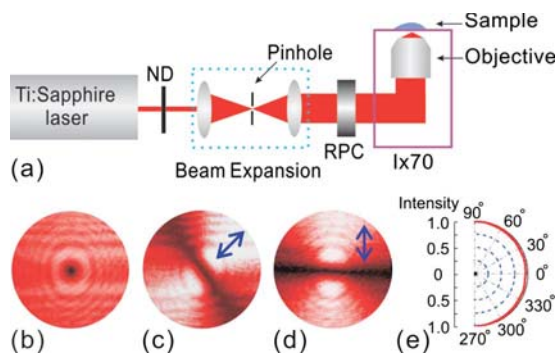 Sample
Pinhole
Objective
ND
Ti:Sapphire
laser
RPC
Ix70
Beam Expansion
(a)
Intensity
90°
1.0
60°
0.5
30°
0
0°
0.5
330°
1.0
300°
270°
(b)
(c)
(d)
(e)